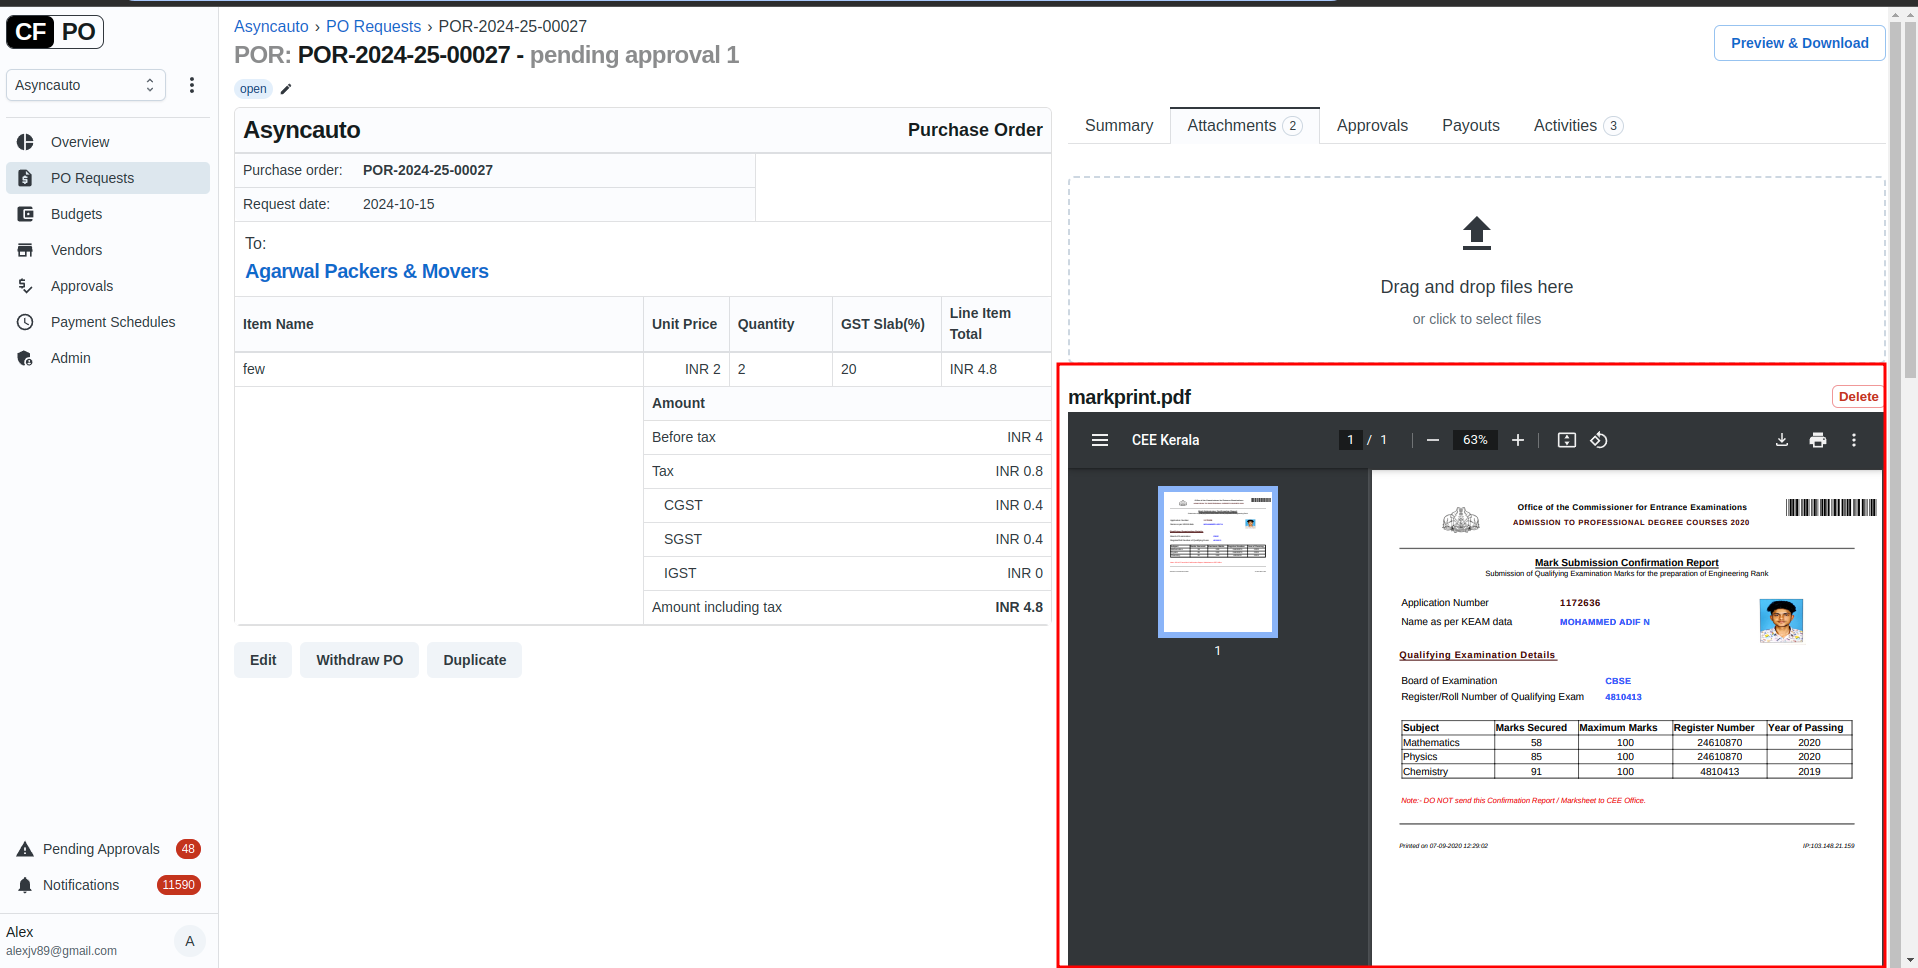 CF PO
Asyncauto
Overview
PO Requests
Budgets
Vendors
Approvals
Payment Schedules
Admin
Pending Approvals 48
Notifications 11590
Alex
alexjv89@gmail.com
A
Asyncauto › PO Requests › POR-2024-25-00027
POR: POR-2024-25-00027 - pending approval 1
open
Preview & Download
Asyncauto Purchase Order
Purchase order: POR-2024-25-00027
Request date: 2024-10-15
To:
Agarwal Packers & Movers
Item Name Unit Price Quantity GST Slab(%) Line Item Total
few INR 2 2 20 INR 4.8
Amount
Before tax INR 4
Tax INR 0.8
CGST INR 0.4
SGST INR 0.4
IGST INR 0
Amount including tax INR 4.8
Edit Withdraw PO Duplicate
Summary Attachments 2 Approvals Payouts Activities 3
Drag and drop files here
or click to select files
markprint.pdf Delete
CEE Kerala 1 / 1 63%
1
Office of the Commissioner for Entrance Examinations
ADMISSION TO PROFESSIONAL DEGREE COURSES 2020
Mark Submission Confirmation Report
Submission of Qualifying Examination Marks for the preparation of Engineering Rank
Application Number 1172636
Name as per KEAM data MOHAMMED ADIF N
Qualifying Examination Details
Board of Examination CBSE
Register/Roll Number of Qualifying Exam 4810413
Subject Marks Secured Maximum Marks Register Number Year of Passing
Mathematics 58 100 24610870 2020
Physics 85 100 24610870 2020
Chemistry 91 100 4810413 2019
Note:- DO NOT send this Confirmation Report / Marksheet to CEE Office.
Printed on 07-09-2020 12:29:02 IP:103.148.21.159